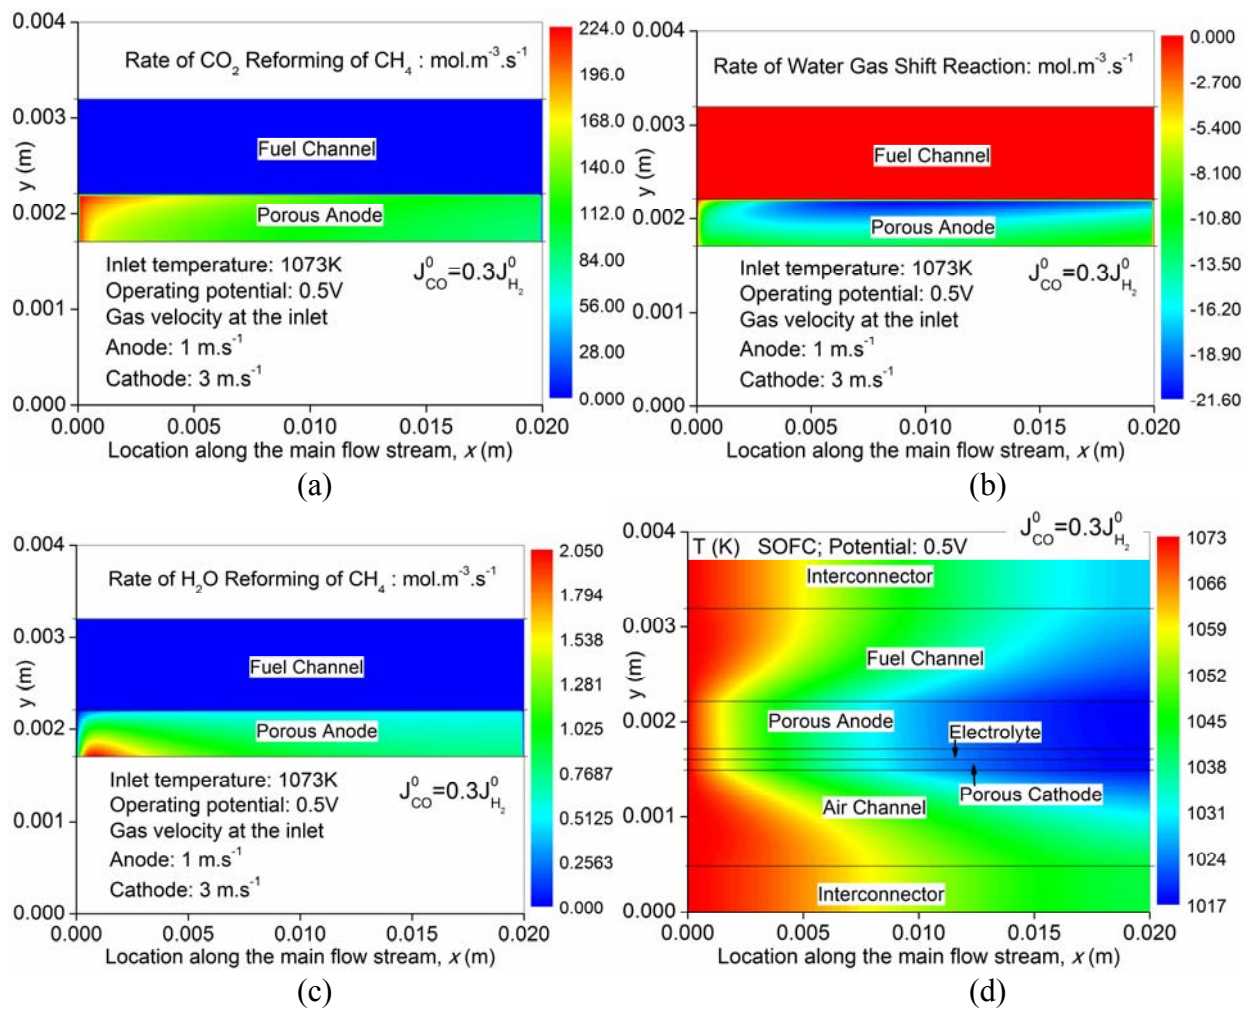 0.004
0.003
0.002
0.001
0.000
y (m)
Rate of CO2 Reforming of CH4 : mol.m-3.s-1
Fuel Channel
Porous Anode
Inlet temperature: 1073K
J0CO=0.3J0H2
Operating potential: 0.5V
Gas velocity at the inlet
Anode: 1 m.s-1
Cathode: 3 m.s-1
0.000 0.005 0.010 0.015 0.020
Location along the main flow stream, x (m)
224.0
196.0
168.0
140.0
112.0
84.00
56.00
28.00
0.000
(a)
0.004
0.003
0.002
0.001
0.000
y (m)
Rate of Water Gas Shift Reaction: mol.m-3.s-1
Fuel Channel
Porous Anode
Inlet temperature: 1073K
J0CO=0.3J0H2
Operating potential: 0.5V
Gas velocity at the inlet
Anode: 1 m.s-1
Cathode: 3 m.s-1
0.000 0.005 0.010 0.015 0.020
Location along the main flow stream, x (m)
0.000
-2.700
-5.400
-8.100
-10.80
-13.50
-16.20
-18.90
-21.60
(b)
0.004
0.003
0.002
0.001
0.000
y (m)
Rate of H2O Reforming of CH4 : mol.m-3.s-1
Fuel Channel
Porous Anode
Inlet temperature: 1073K
J0CO=0.3J0H2
Operating potential: 0.5V
Gas velocity at the inlet
Anode: 1 m.s-1
Cathode: 3 m.s-1
0.000 0.005 0.010 0.015 0.020
Location along the main flow stream, x (m)
2.050
1.794
1.538
1.281
1.025
0.7687
0.5125
0.2563
0.000
(c)
J0CO=0.3J0H2
0.004
0.003
0.002
0.001
0.000
y (m)
T (K) SOFC; Potential: 0.5V
Interconnector
Fuel Channel
Porous Anode
Electrolyte
Porous Cathode
Air Channel
Interconnector
0.000 0.005 0.010 0.015 0.020
Location along the main flow stream, x (m)
1073
1066
1059
1052
1045
1038
1031
1024
1017
(d)